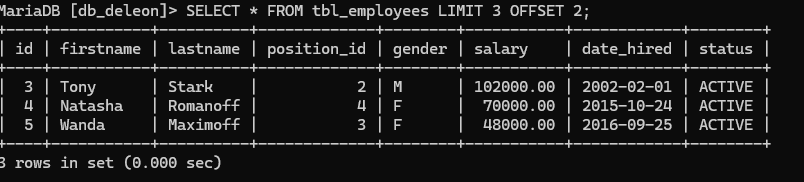 MariaDB [db_deleon]> SELECT * FROM tbl_employees LIMIT 3 OFFSET 2;
+----+-----------+-----------+-------------+--------+-----------+------------+--------+
| id | firstname | lastname  | position_id | gender | salary    | date_hired | status |
+----+-----------+-----------+-------------+--------+-----------+------------+--------+
|  3 | Tony      | Stark     |           2 | M      | 102000.00 | 2002-02-01 | ACTIVE |
|  4 | Natasha   | Romanoff  |           4 | F      |  70000.00 | 2015-10-24 | ACTIVE |
|  5 | Wanda     | Maximoff  |           3 | F      |  48000.00 | 2016-09-25 | ACTIVE |
+----+-----------+-----------+-------------+--------+-----------+------------+--------+
3 rows in set (0.000 sec)